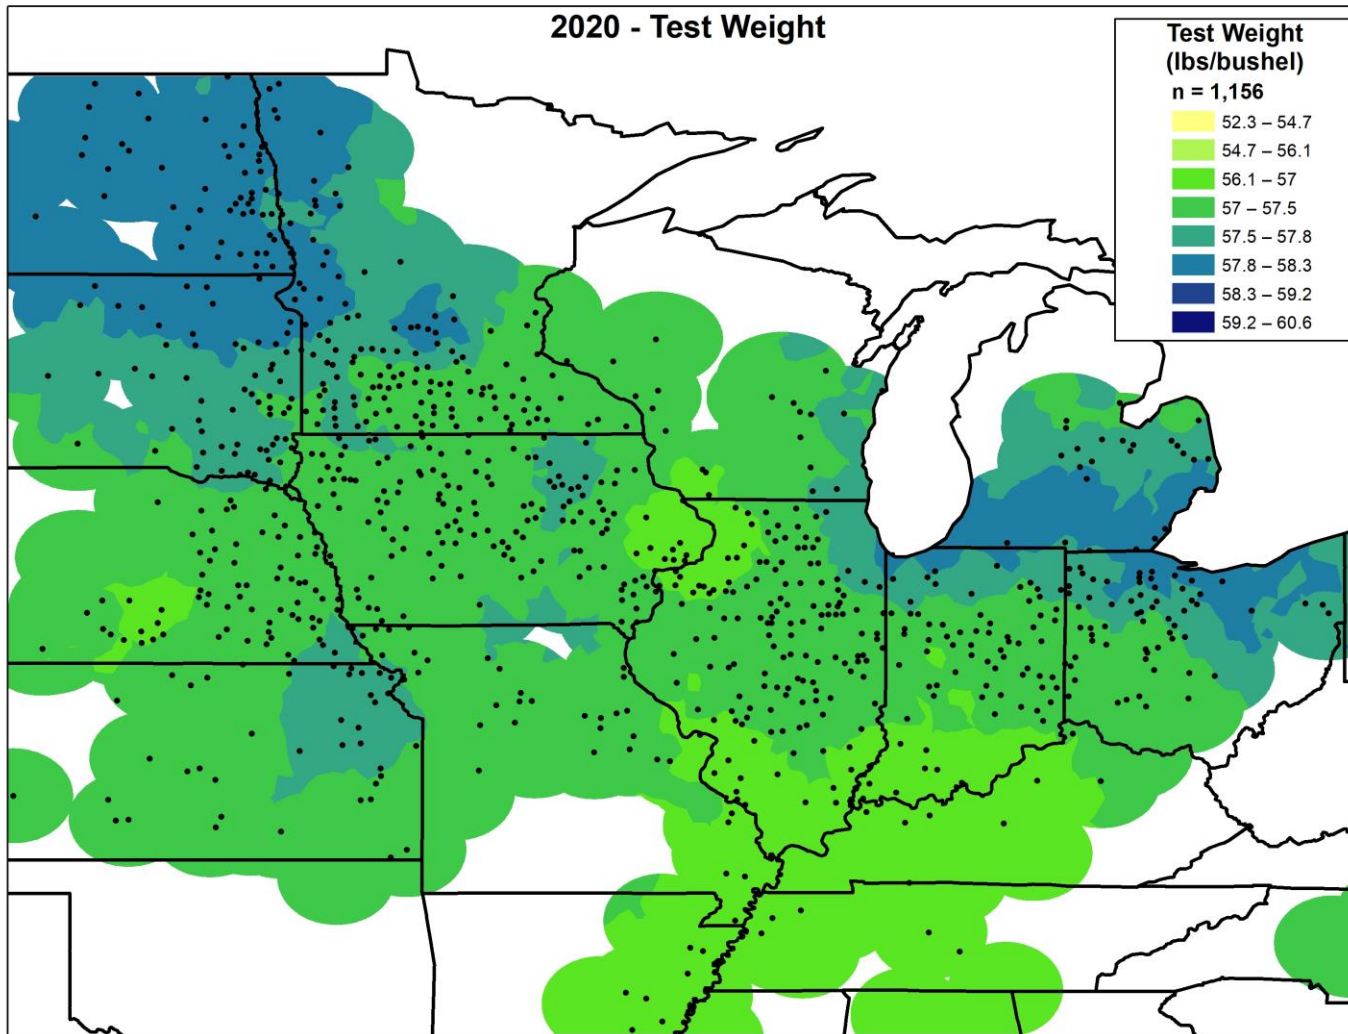 2020 - Test Weight
Test Weight
(lbs/bushel)
n = 1,156
52.3 – 54.7
54.7 – 56.1
56.1 – 57
57 – 57.5
57.5 – 57.8
57.8 – 58.3
58.3 – 59.2
59.2 – 60.6